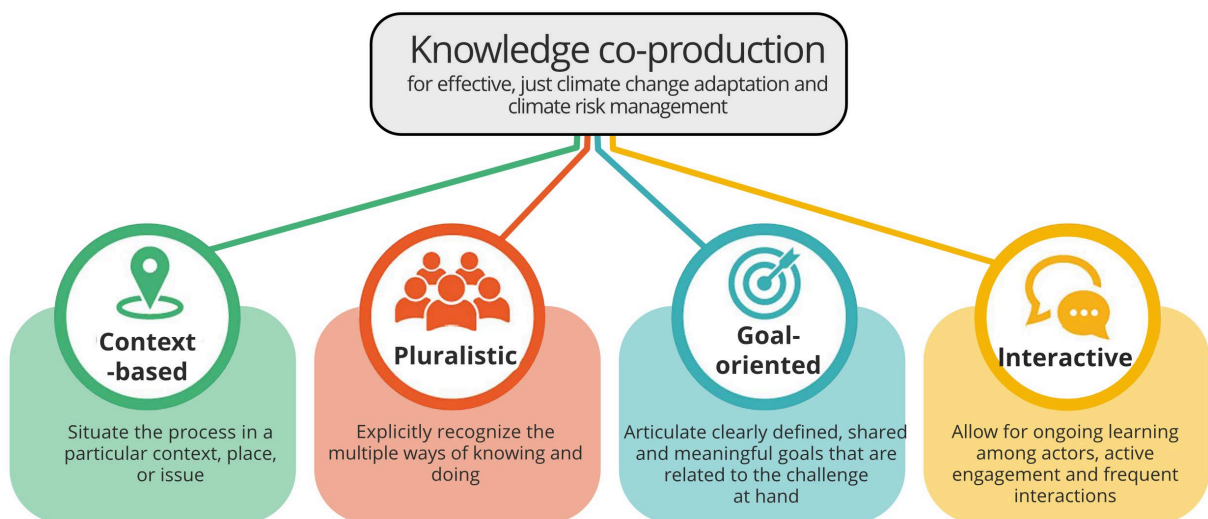 Knowledge co-production
for effective, just climate change adaptation and
climate risk management
Context
-based
Situate the process in a
particular context, place,
or issue
Pluralistic
Explicitly recognize the
multiple ways of knowing and
doing
Goal-
oriented
Articulate clearly defined, shared
and meaningful goals that are
related to the challenge
at hand
Interactive
Allow for ongoing learning
among actors, active
engagement and frequent
interactions